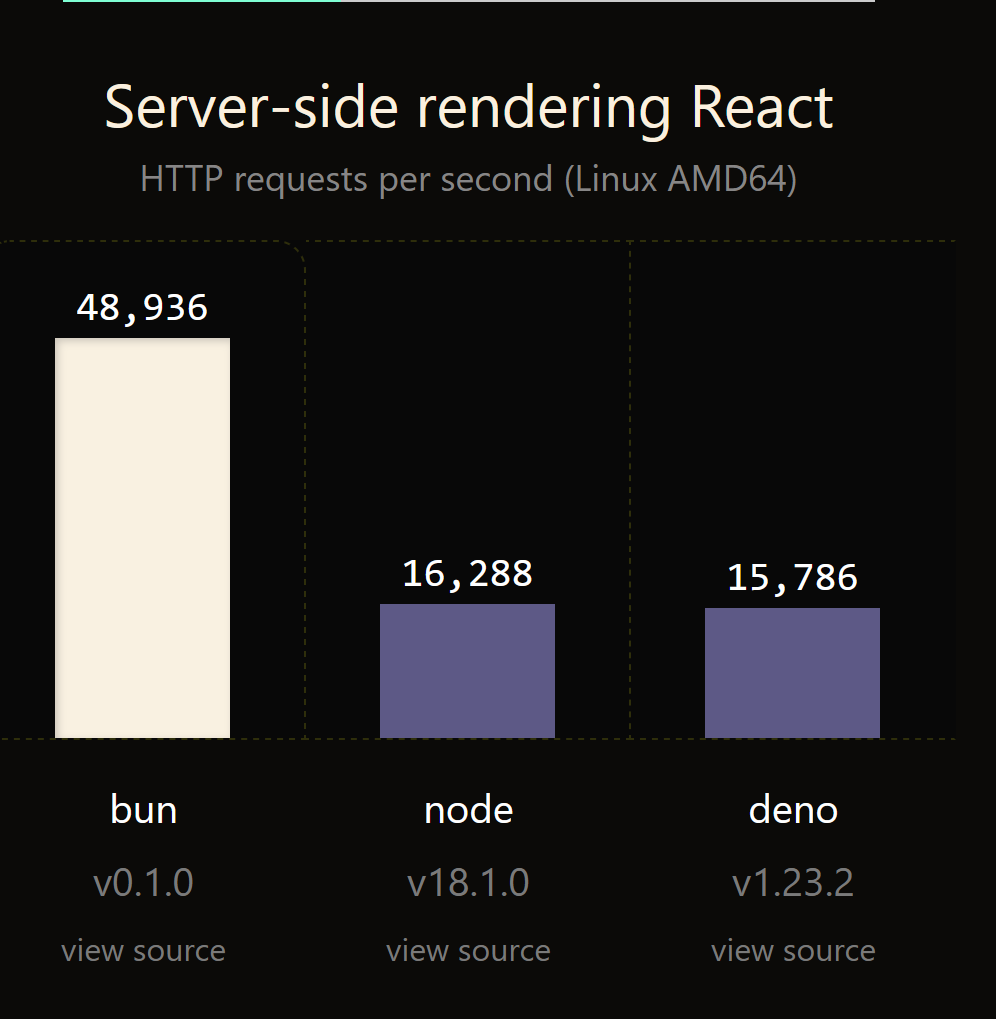 Server-side rendering React
HTTP requests per second (Linux AMD64)
48,936
16,288
15,786
bun
node
deno
v0.1.0
v18.1.0
v1.23.2
view source
view source
view source